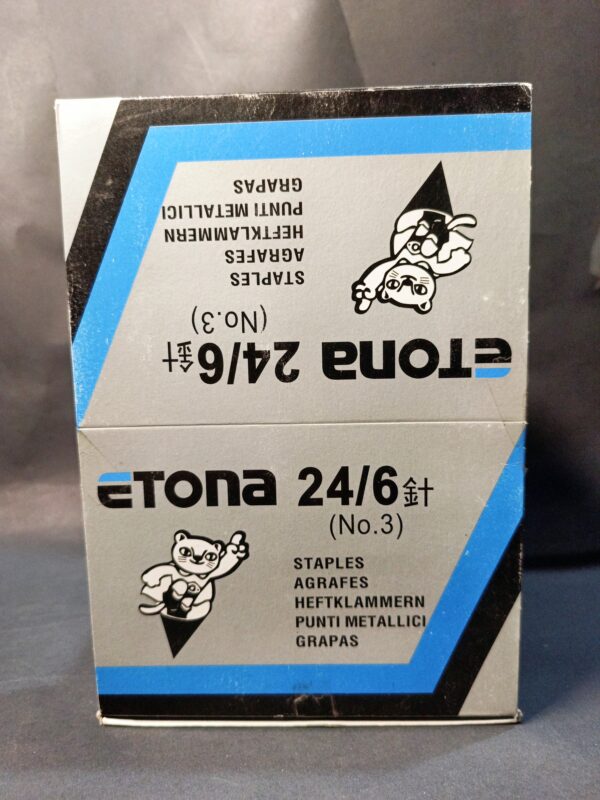 ETONA 24/6針
(No.3)
STAPLES
AGRAFES
HEFTKLAMMERN
PUNTI METALLICI
GRAPAS
ETONA 24/6針
(No.3)
STAPLES
AGRAFES
HEFTKLAMMERN
PUNTI METALLICI
GRAPAS